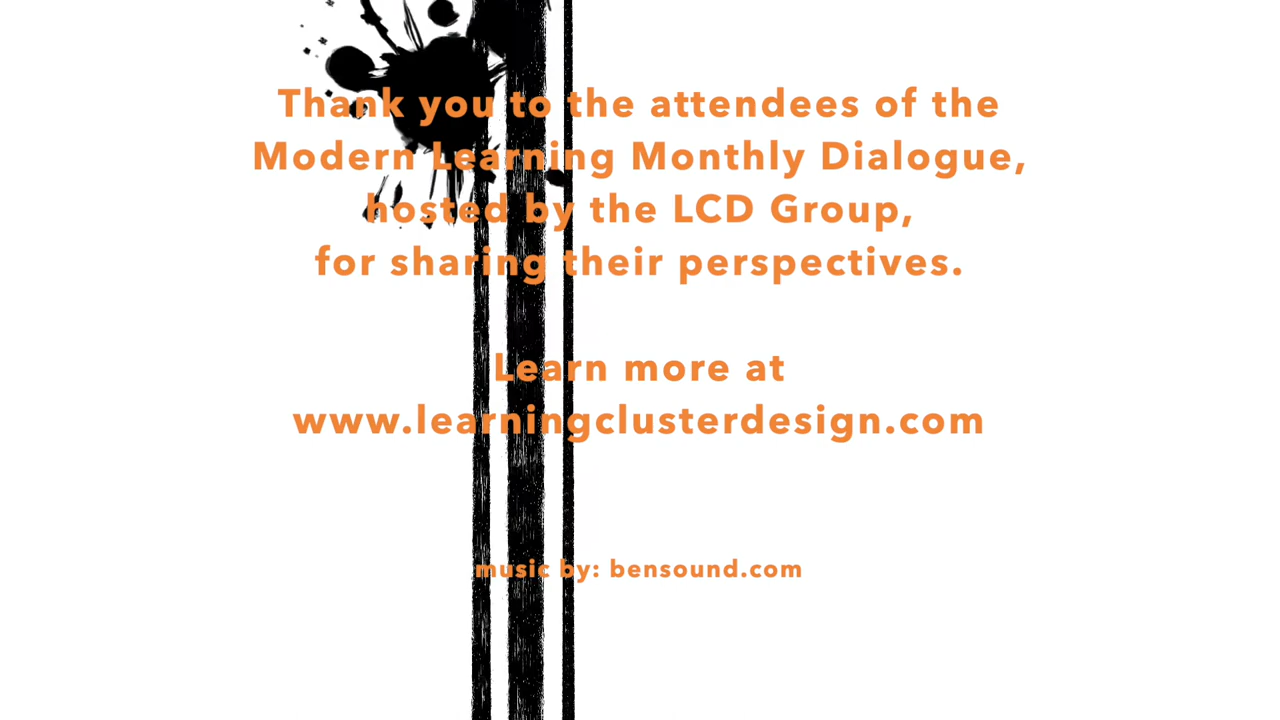 Thank you to the attendees of the
Modern Learning Monthly Dialogue,
hosted by the LCD Group,
for sharing their perspectives.
Learn more at
www.learningclusterdesign.com
music by: bensound.com